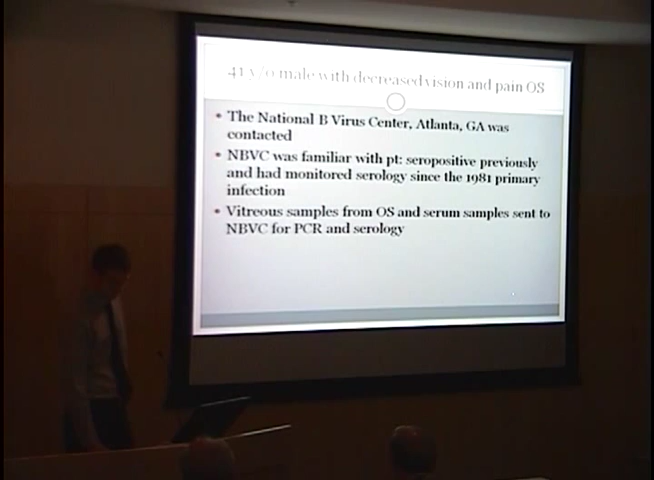 41 y/o male with decreased vision and pain OS
• The National B Virus Center, Atlanta, GA was
contacted
• NBVC was familiar with pt: seropositive previously
and had monitored serology since the 1981 primary
infection
• Vitreous samples from OS and serum samples sent to
NBVC for PCR and serology